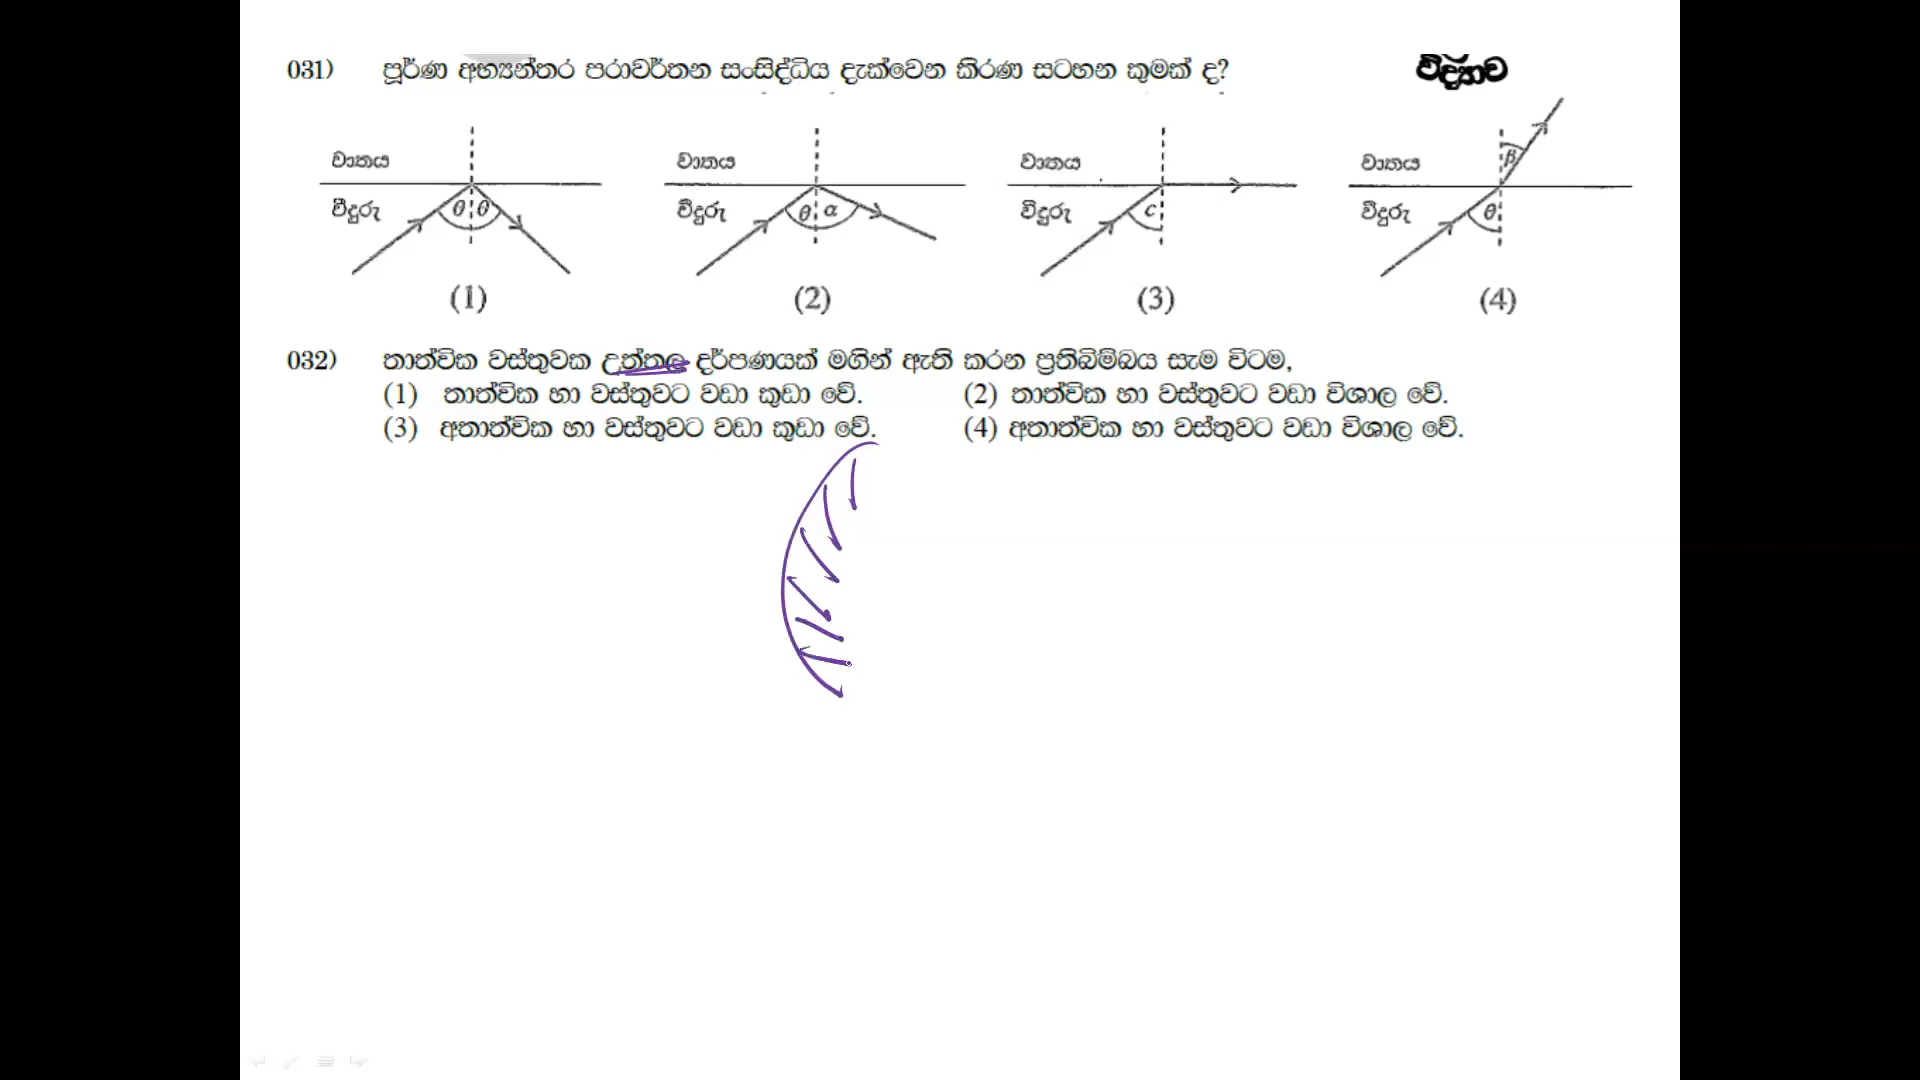 031) පූර්ණ අභ්‍යන්තර පරාවර්තන සංසිද්ධිය දැක්වෙන කිරණ සටහන කුමක් ද? විද්‍යාව
වාතය වාතය වාතය වාතය β
වීදුරු θ θ වීදුරු θ α වීදුරු c වීදුරු θ
(1) (2) (3) (4)
032) තාත්වික වස්තුවක උත්තල දර්පණයක් මගින් ඇති කරන ප්‍රතිබිම්බය සැම විටම,
(1) තාත්වික හා වස්තුවට වඩා කුඩා වේ. (2) තාත්වික හා වස්තුවට වඩා විශාල වේ.
(3) අතාත්වික හා වස්තුවට වඩා කුඩා වේ. (4) අතාත්වික හා වස්තුවට වඩා විශාල වේ.